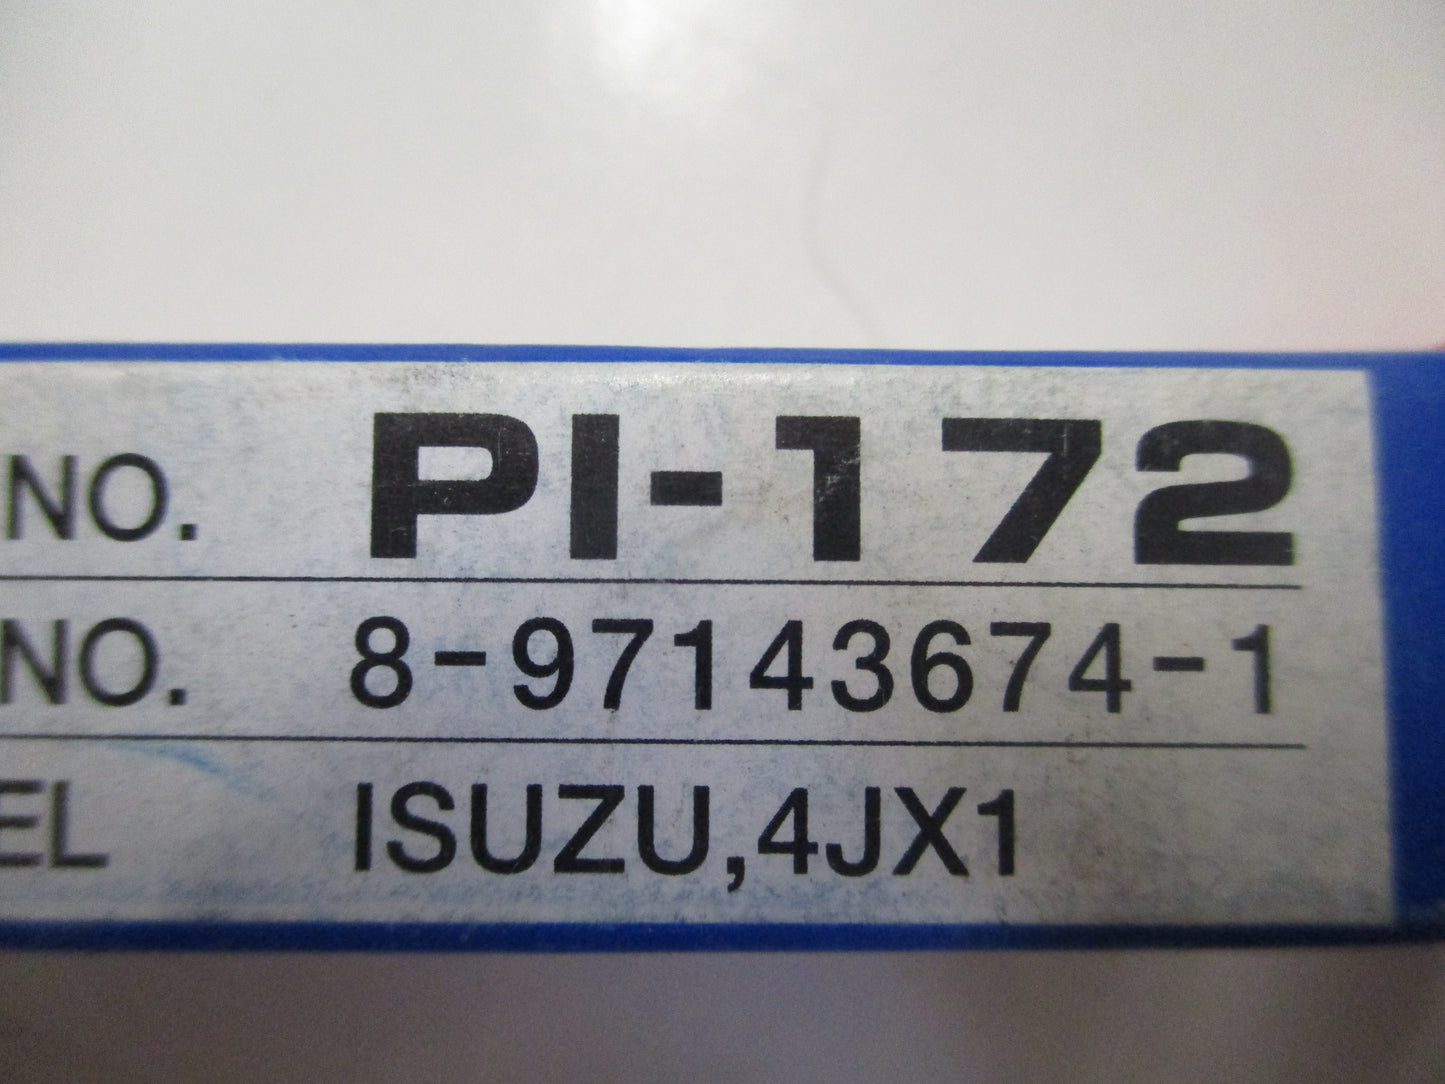 NO. PI-172
NO. 8-97143674-1
EL ISUZU,4JX1